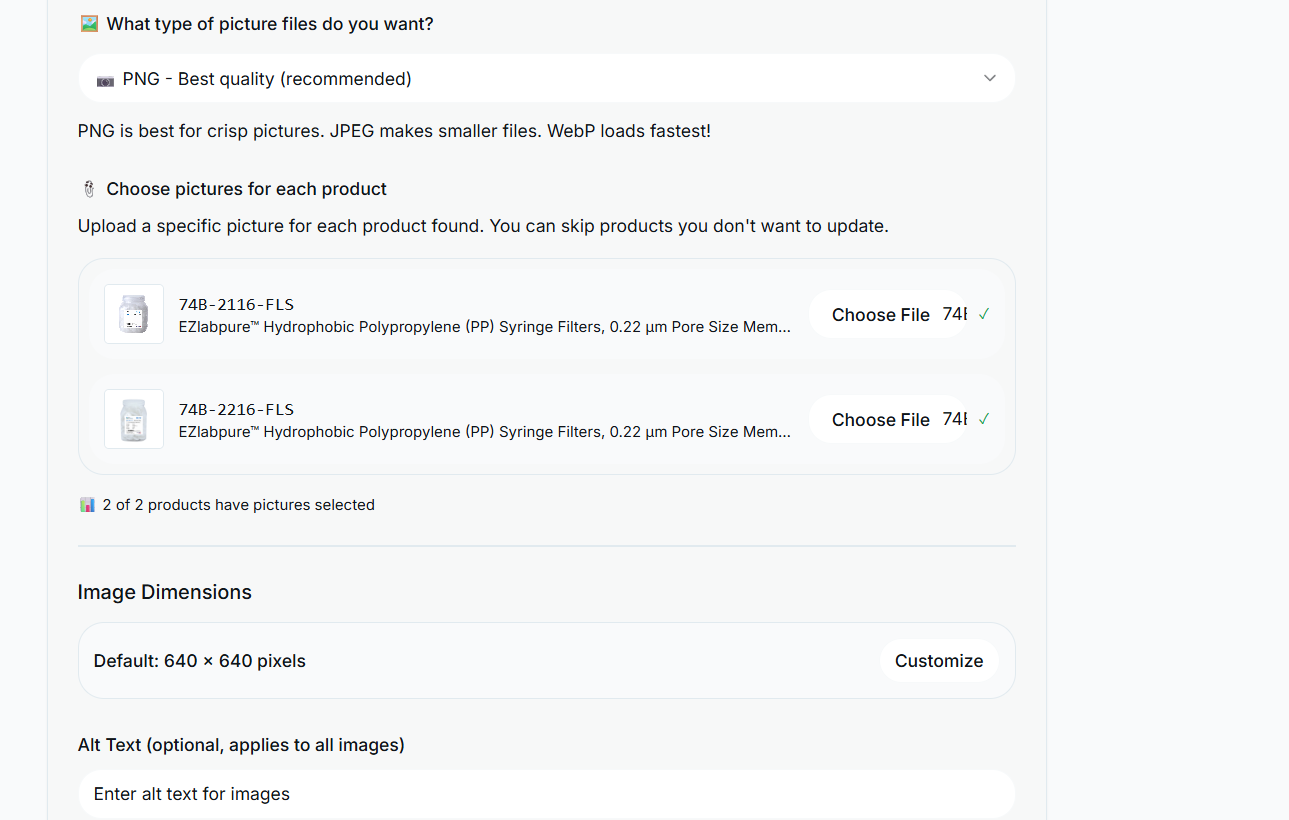 What type of picture files do you want?
PNG - Best quality (recommended)
PNG is best for crisp pictures. JPEG makes smaller files. WebP loads fastest!
Choose pictures for each product
Upload a specific picture for each product found. You can skip products you don't want to update.
74B-2116-FLS
EZlabpure™ Hydrophobic Polypropylene (PP) Syringe Filters, 0.22 µm Pore Size Mem...
Choose File 74
74B-2216-FLS
EZlabpure™ Hydrophobic Polypropylene (PP) Syringe Filters, 0.22 µm Pore Size Mem...
Choose File 74
2 of 2 products have pictures selected
Image Dimensions
Default: 640 × 640 pixels
Customize
Alt Text (optional, applies to all images)
Enter alt text for images